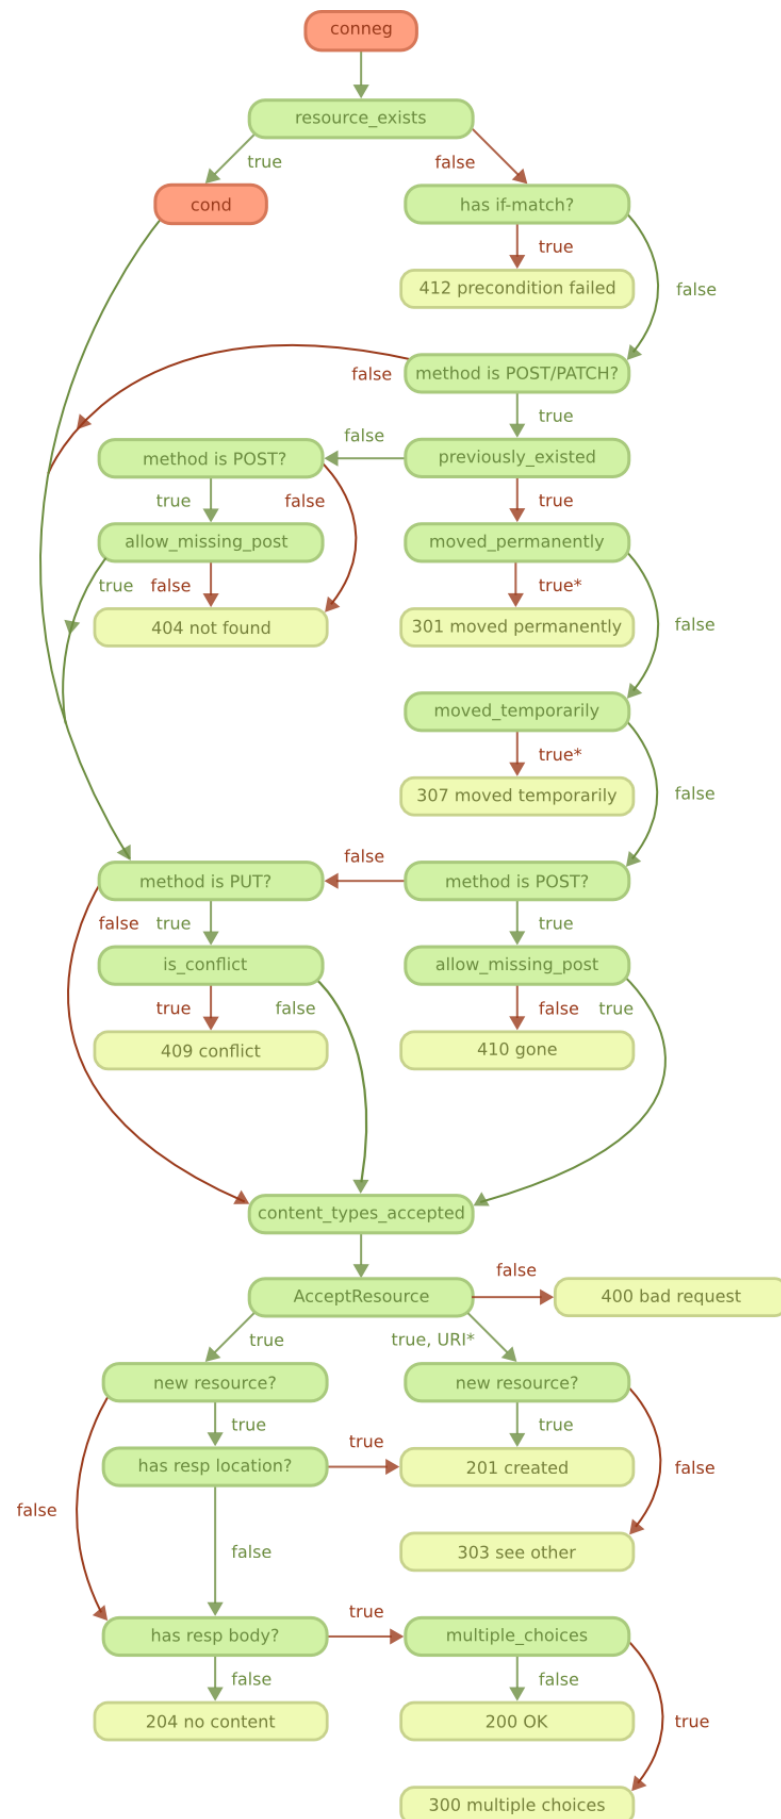 conneg
resource_exists
true
false
cond
has if-match?
true
412 precondition failed
false
false
method is POST/PATCH?
true
false
method is POST?
previously_existed
true
false
true
allow_missing_post
moved_permanently
true
false
true*
404 not found
301 moved permanently
false
moved_temporarily
true*
307 moved temporarily
false
false
method is PUT?
method is POST?
false
true
true
is_conflict
allow_missing_post
true
false
false
true
409 conflict
410 gone
content_types_accepted
false
AcceptResource
400 bad request
true
true, URI*
new resource?
new resource?
true
true
true
has resp location?
201 created
false
false
false
303 see other
true
has resp body?
multiple_choices
false
false
204 no content
200 OK
true
300 multiple choices